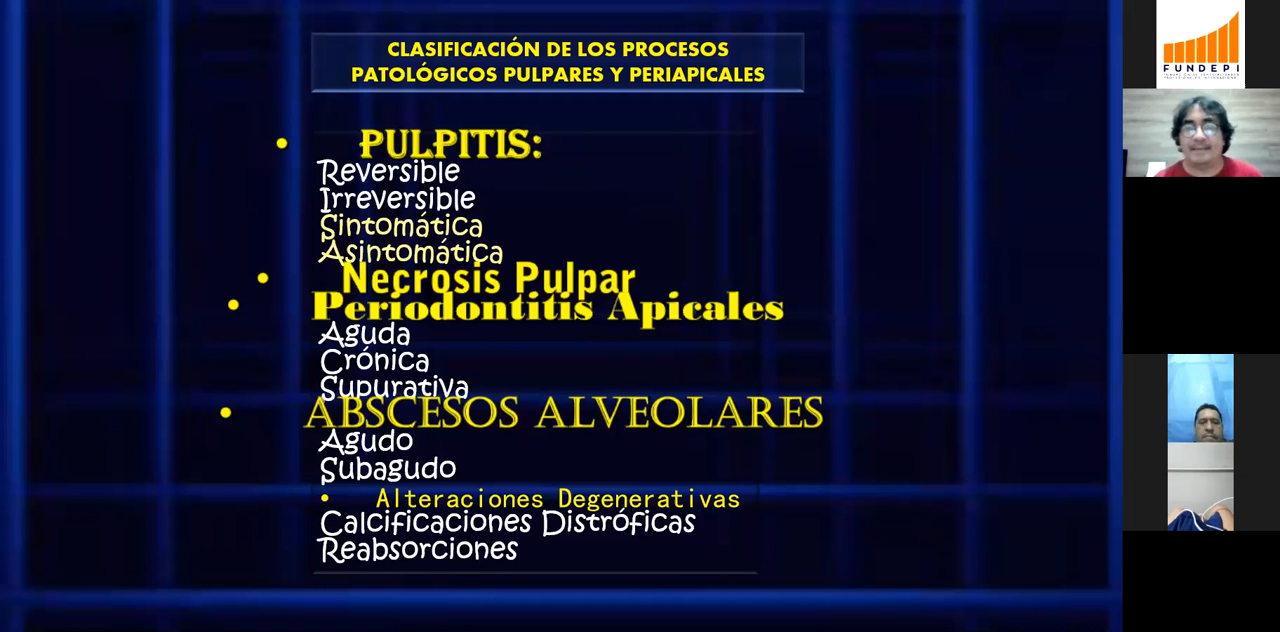 CLASIFICACIÓN DE LOS PROCESOS
PATOLÓGICOS PULPARES Y PERIAPICALES
• PULPITIS:
Reversible
Irreversible
Sintomática
Asintomática
• Necrosis Pulpar
• Periodontitis Apicales
Aguda
Crónica
Supurativa
• ABSCESOS ALVEOLARES
Agudo
Subagudo
• Alteraciones Degenerativas
Calcificaciones Distróficas
Reabsorciones
FUNDEPI